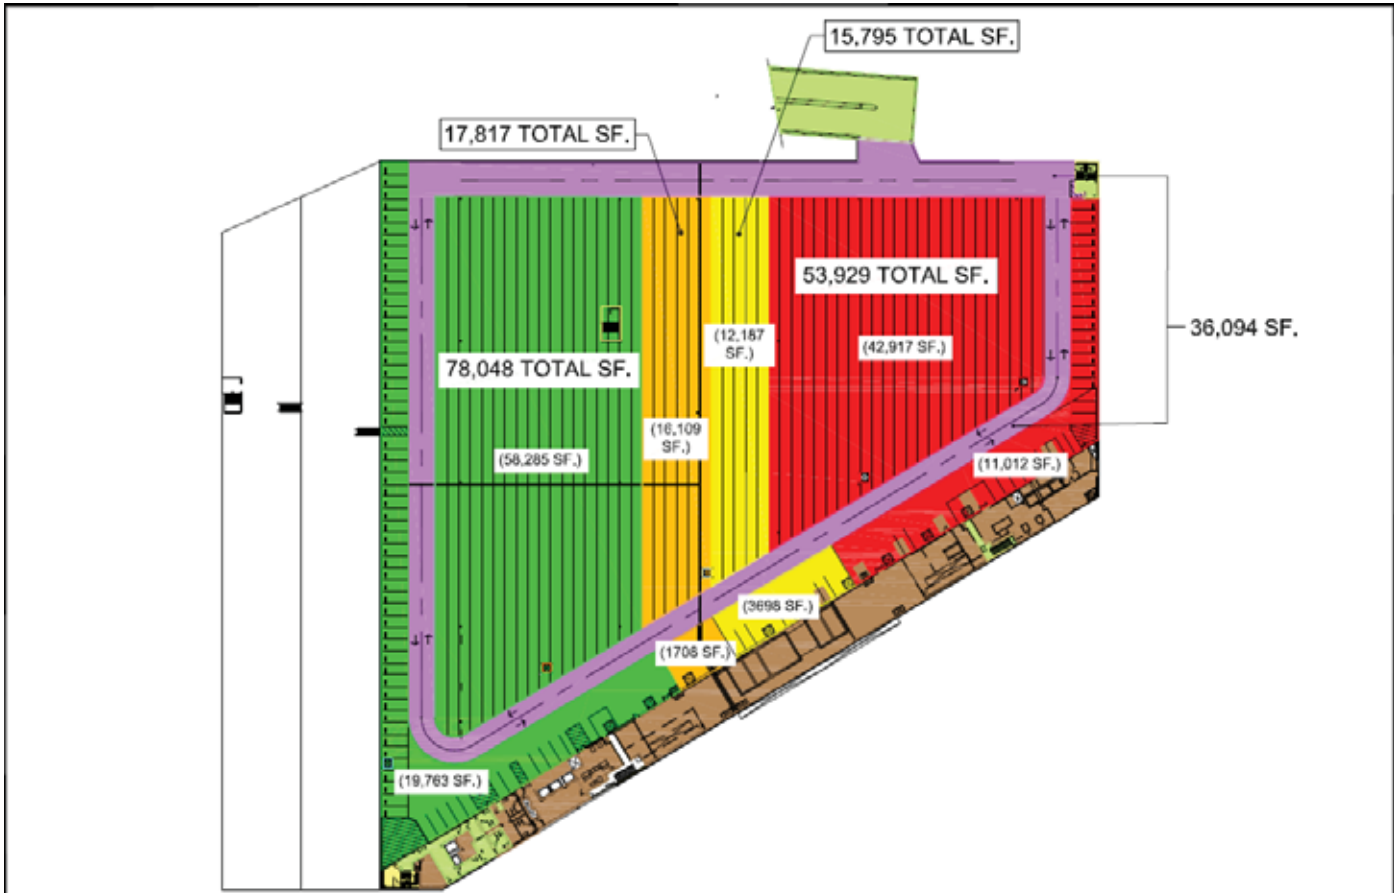 15,795 TOTAL SF.
17,817 TOTAL SF.
53,929 TOTAL SF.
(12,187
SF.)
(42,917 SF.)
36,094 SF.
78,048 TOTAL SF.
(16,109
SF.)
(58,285 SF.)
(11,012 SF.)
(3698 SF.)
(1708 SF.)
(19,763 SF.)